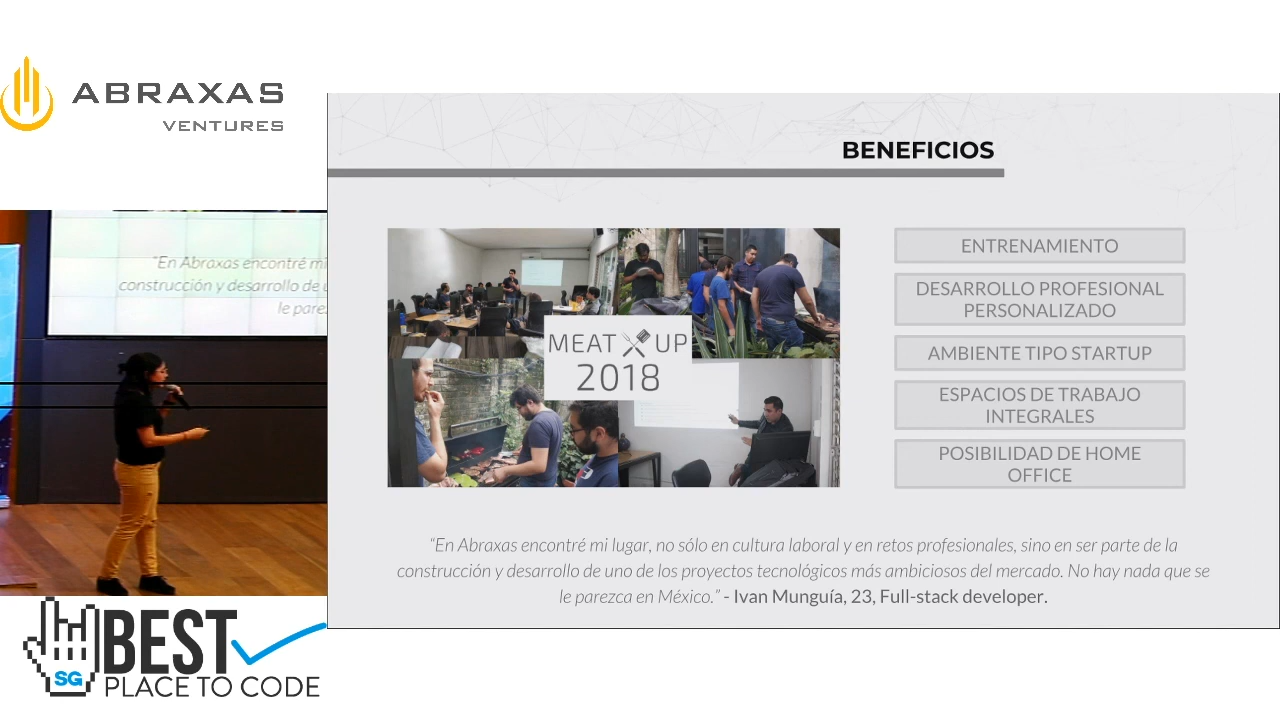 ABRAXAS
VENTURES
BENEFICIOS
MEAT UP
2018
ENTRENAMIENTO
DESARROLLO PROFESIONAL
PERSONALIZADO
AMBIENTE TIPO STARTUP
ESPACIOS DE TRABAJO
INTEGRALES
POSIBILIDAD DE HOME
OFFICE
“En Abraxas encontré mi lugar, no sólo en cultura laboral y en retos profesionales, sino en ser parte de la
construcción y desarrollo de uno de los proyectos tecnológicos más ambiciosos del mercado. No hay nada que se
le parezca en México.” - Ivan Munguía, 23, Full-stack developer.
“En Abraxas encontré mi
construcción y desarrollo de
le
SG
BEST
PLACE TO CODE